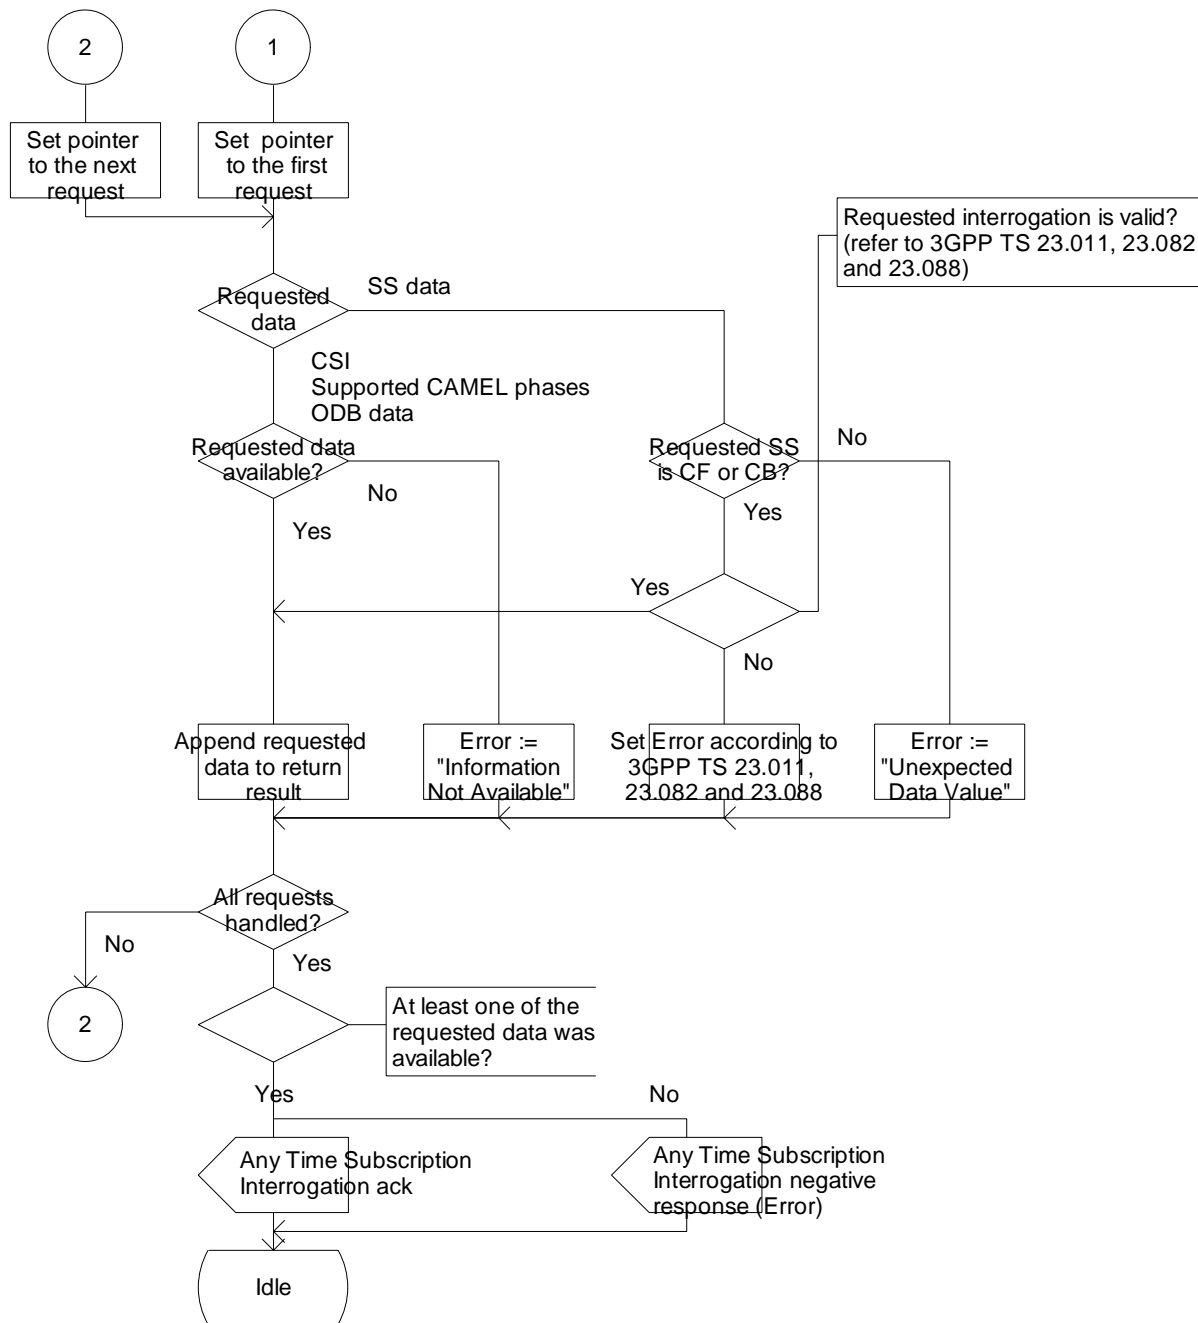 2
1
Set pointer
to the next
request
Set pointer
to the first
request
Requested interrogation is valid?
(refer to 3GPP TS 23.011, 23.082
and 23.088)
Requested
data
SS data
CSI
Supported CAMEL phases
ODB data
Requested data
available?
No
Yes
Requested SS
is CF or CB?
No
Yes
Yes
No
Append requested
data to return
result
Error :=
"Information
Not Available"
Set Error according to
3GPP TS 23.011,
23.082 and 23.088
Error :=
"Unexpected
Data Value"
All requests
handled?
No
Yes
2
At least one of the
requested data was
available?
Yes
No
Any Time Subscription
Interrogation ack
Any Time Subscription
Interrogation negative
response (Error)
Idle